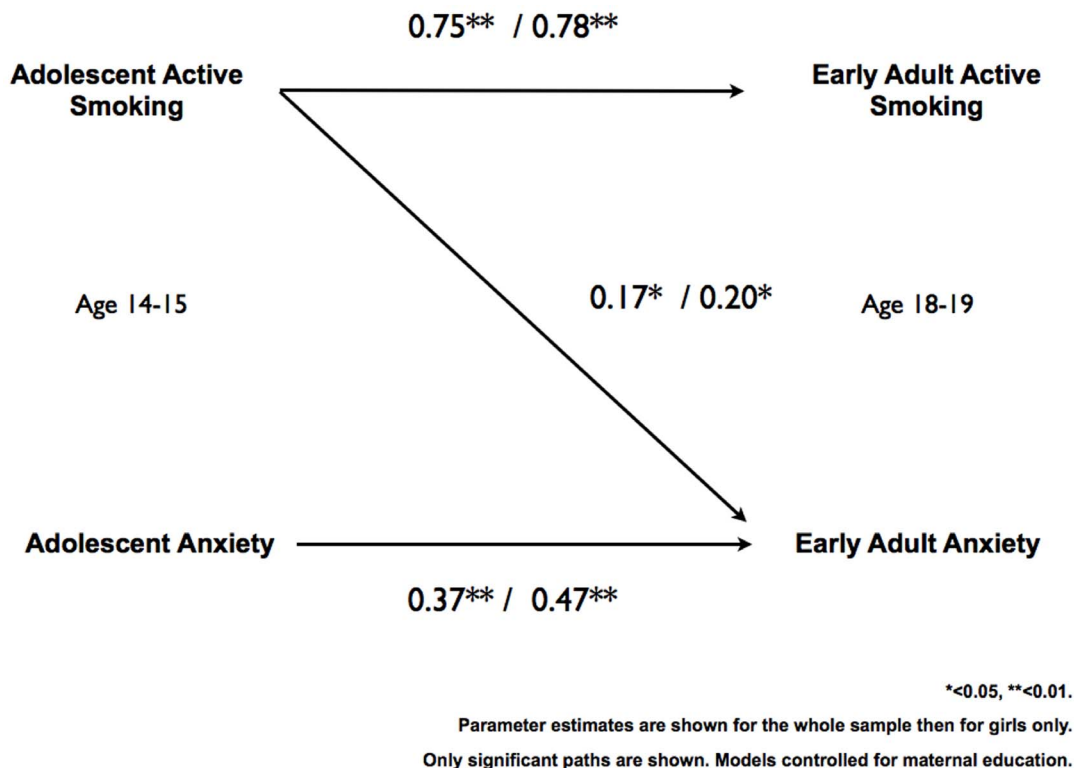 0.75** / 0.78**
Adolescent Active
Smoking
Early Adult Active
Smoking
Age 14-15
0.17* / 0.20*
Age 18-19
Adolescent Anxiety
Early Adult Anxiety
0.37** / 0.47**
*<0.05, **<0.01.
Parameter estimates are shown for the whole sample then for girls only.
Only significant paths are shown. Models controlled for maternal education.